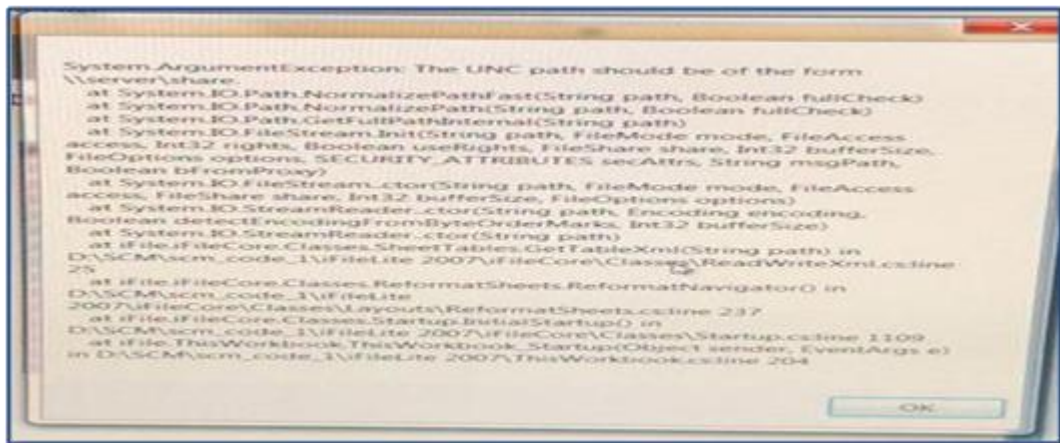 System.ArgumentException: The UNC path should be of the form
\\server\share.
at System.IO.Path.NormalizePathFast(String path, Boolean fullCheck)
at System.IO.Path.NormalizePath(String path, Boolean fullCheck)
at System.IO.Path.GetFullPathInternal(String path)
at System.IO.FileStream.Init(String path, FileMode mode, FileAccess
access, Int32 rights, Boolean useRights, FileShare share, Int32 bufferSize,
FileOptions options, SECURITY_ATTRIBUTES secAttrs, String msgPath,
Boolean bFromProxy)
at System.IO.FileStream..ctor(String path, FileMode mode, FileAccess
access, FileShare share, Int32 bufferSize, FileOptions options)
at System.IO.StreamReader..ctor(String path, Encoding encoding,
Boolean detectEncodingFromByteOrderMarks, Int32 bufferSize)
at System.IO.StreamReader..ctor(String path)
at iFile.iFileCore.Classes.SheetTables.GetTableXml(String path) in
D:\SCM\scm_code_1\iFileLite 2007\iFileCore\Classes\ReadWriteXml.cs:line
25
at iFile.iFileCore.Classes.ReformatSheets.ReformatNavigator() in
D:\SCM\scm_code_1\iFileLite
2007\iFileCore\Classes\Layouts\ReformatSheets.cs:line 237
at iFile.iFileCore.Classes.Startup.InitialStartup() in
D:\SCM\scm_code_1\iFileLite 2007\iFileCore\Classes\Startup.cs:line 1109
at iFile.ThisWorkbook.ThisWorkbook_Startup(Object sender, EventArgs e)
in D:\SCM\scm_code_1\iFileLite 2007\ThisWorkbook.cs:line 204
OK